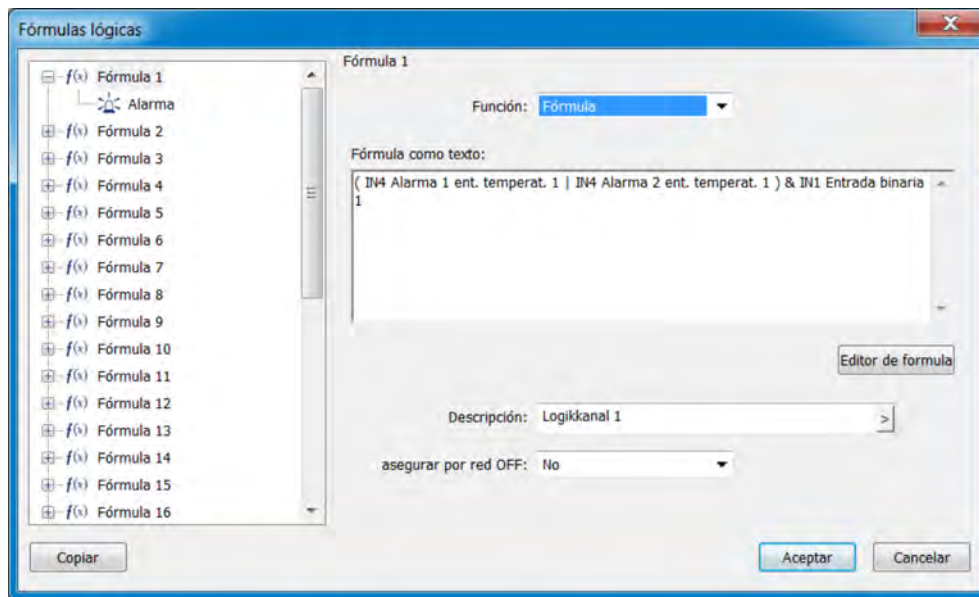 Fórmulas lógicas
f(x) Fórmula 1
Alarma
f(x) Fórmula 2
f(x) Fórmula 3
f(x) Fórmula 4
f(x) Fórmula 5
f(x) Fórmula 6
f(x) Fórmula 7
f(x) Fórmula 8
f(x) Fórmula 9
f(x) Fórmula 10
f(x) Fórmula 11
f(x) Fórmula 12
f(x) Fórmula 13
f(x) Fórmula 14
f(x) Fórmula 15
f(x) Fórmula 16
Fórmula 1
Función: Fórmula
Fórmula como texto:
( IN4 Alarma 1 ent. temperat. 1 | IN4 Alarma 2 ent. temperat. 1 ) & IN1 Entrada binaria
1
Editor de formula
Descripción: Logikkanal 1 >
asegurar por red OFF: No
Copiar
Aceptar Cancelar